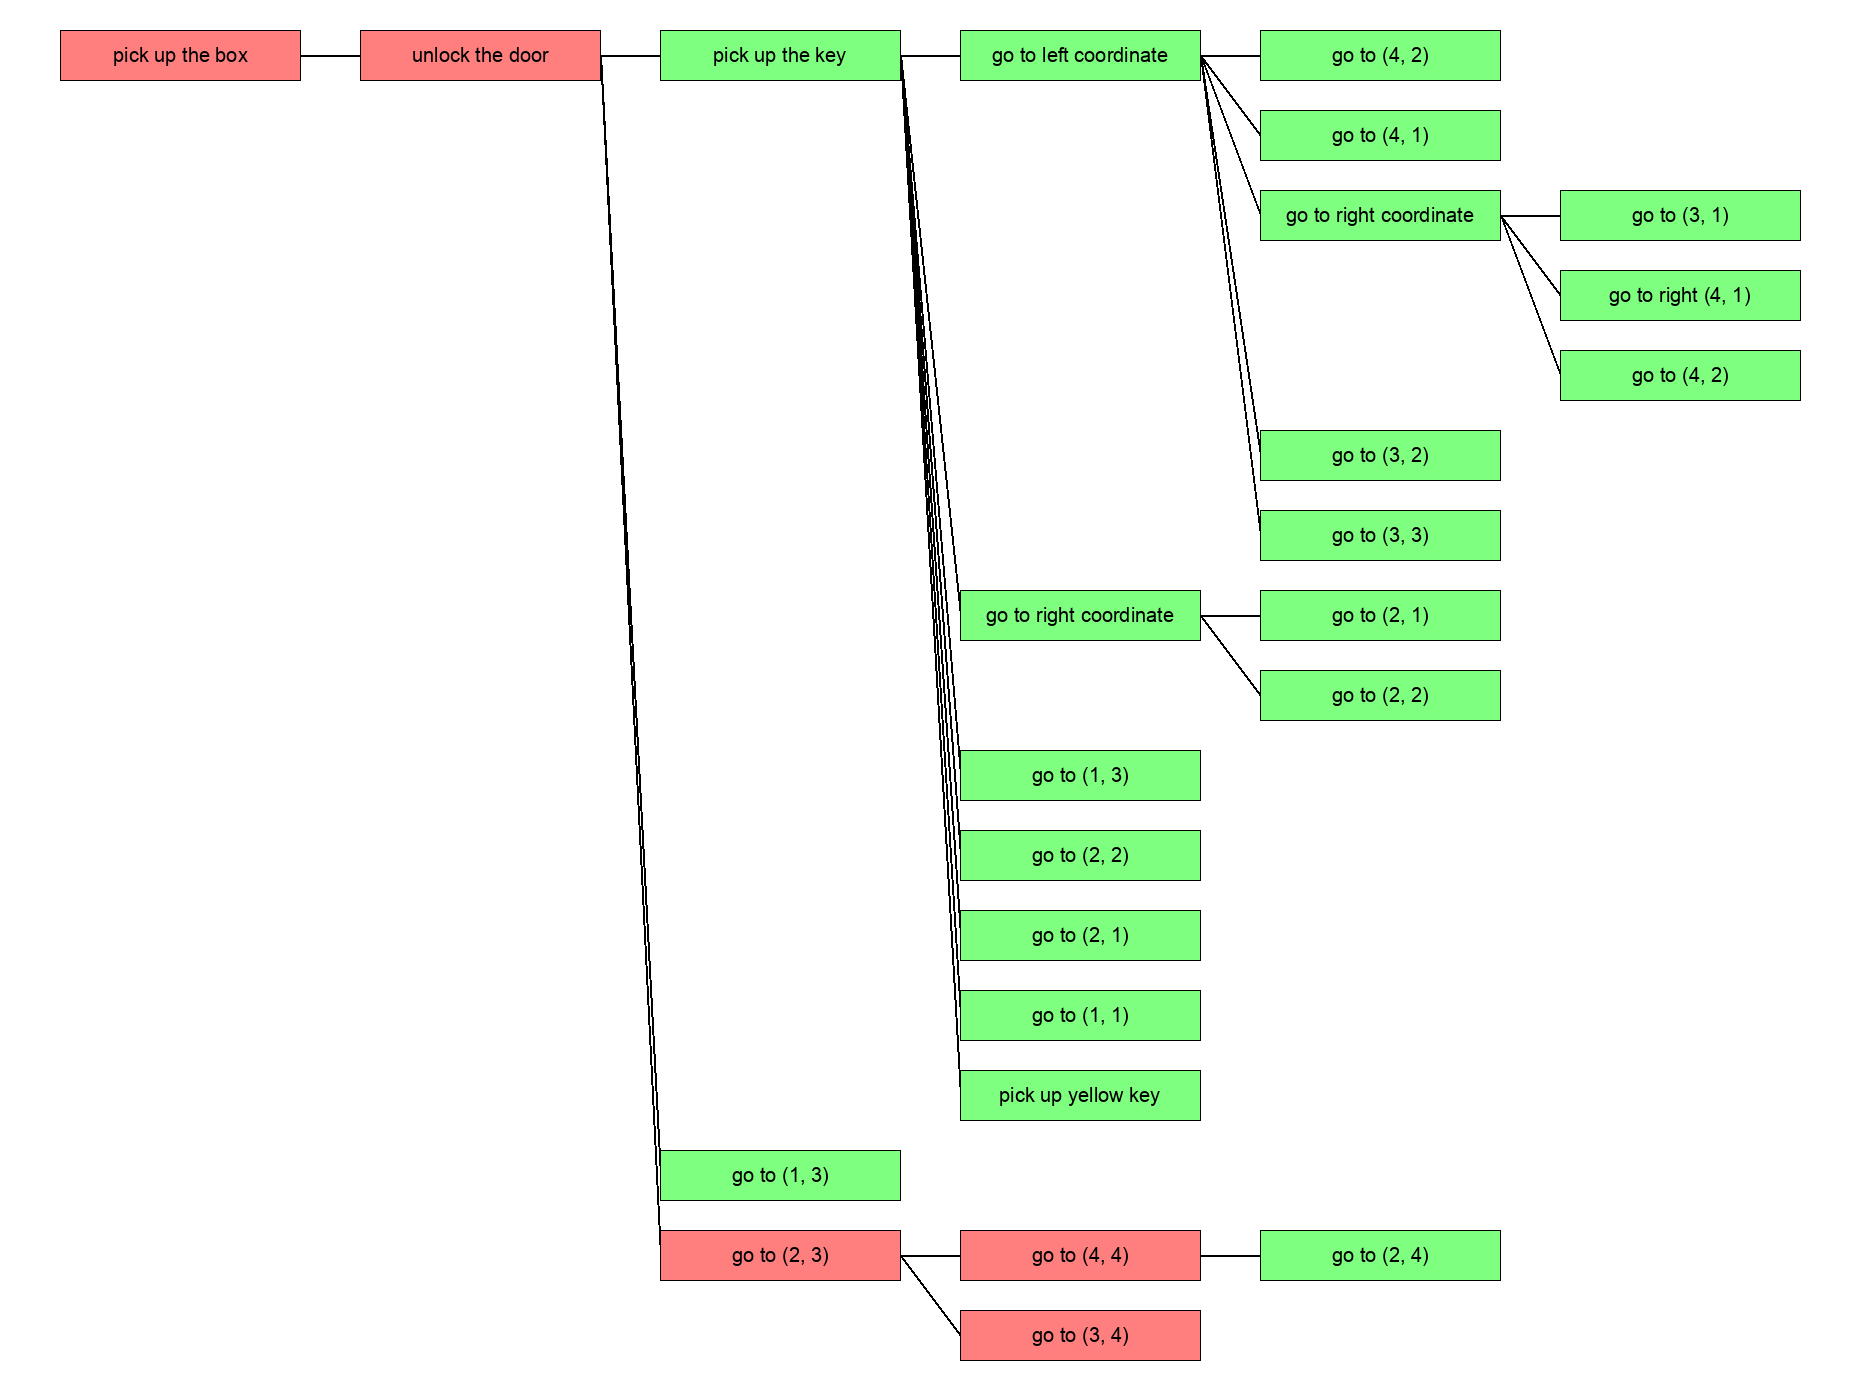 pick up the box
unlock the door
pick up the key
go to left coordinate
go to (4, 2)
go to (4, 1)
go to right coordinate
go to (3, 1)
go to right (4, 1)
go to (4, 2)
go to (3, 2)
go to (3, 3)
go to right coordinate
go to (2, 1)
go to (2, 2)
go to (1, 3)
go to (2, 2)
go to (2, 1)
go to (1, 1)
pick up yellow key
go to (1, 3)
go to (2, 3)
go to (4, 4)
go to (2, 4)
go to (3, 4)